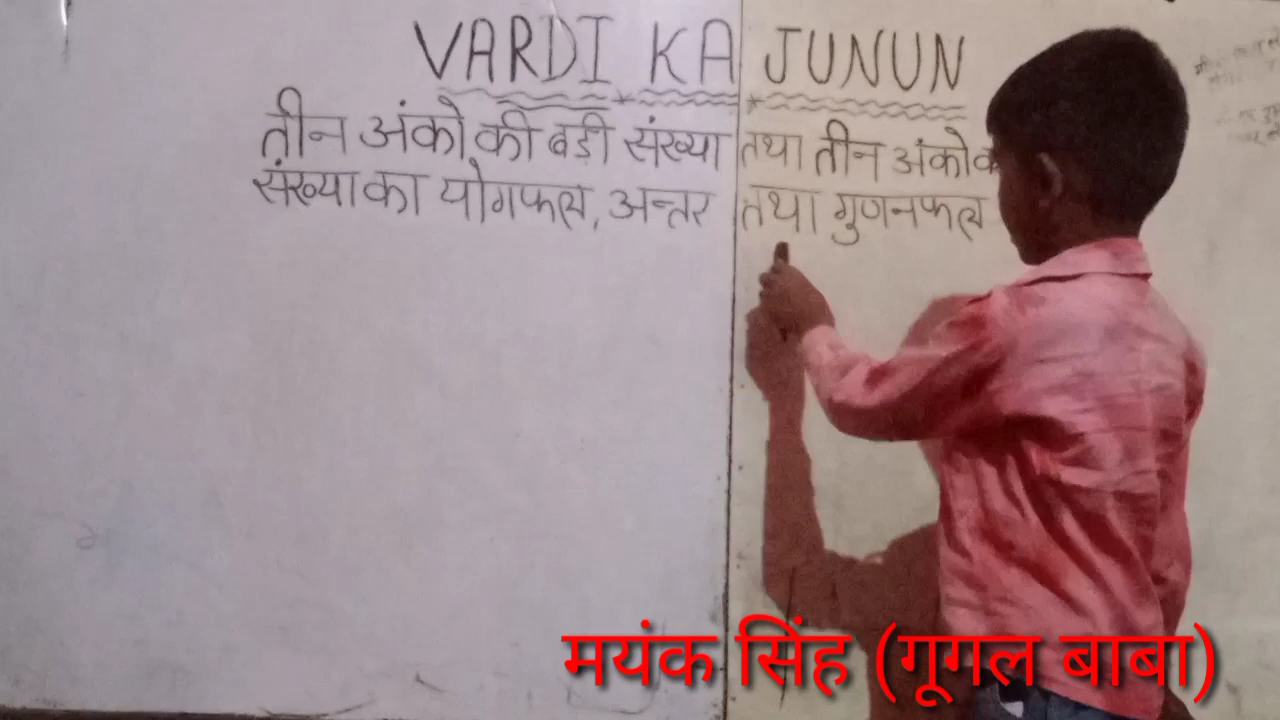 VARDI KA JUNUN
तीन अंको की बडी संख्या तथा तीन अंको
संख्या का योगफल, अन्तर तथा गुणनफल
मयंक सिंह (गूगल बाबा)